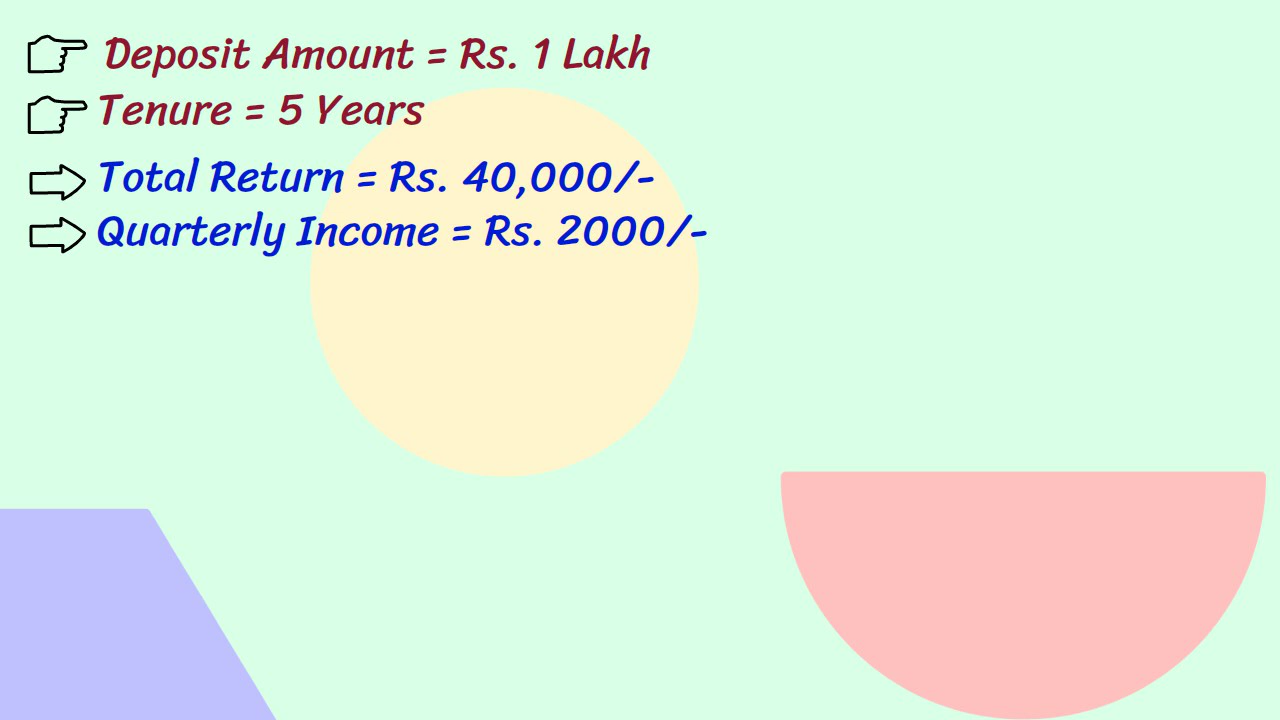 Deposit Amount = Rs. 1 Lakh
Tenure = 5 Years
Total Return = Rs. 40,000/-
Quarterly Income = Rs. 2000/-